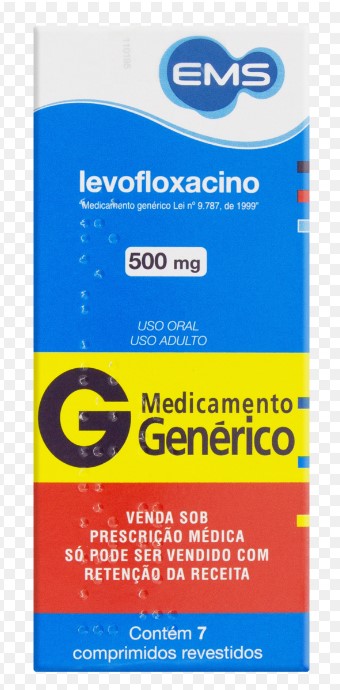 EMS
levofloxacino
"Medicamento genérico Lei nº 9.787, de 1999"
500 mg
USO ORAL
USO ADULTO
G Medicamento
Genérico
VENDA SOB
PRESCRIÇÃO MÉDICA
SÓ PODE SER VENDIDO COM
RETENÇÃO DA RECEITA
Contém 7
comprimidos revestidos